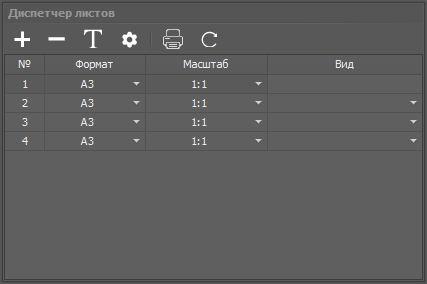 Диспетчер листов
T
№ Формат Масштаб Вид
1 A3 1:1
2 A3 1:1
3 A3 1:1
4 A3 1:1